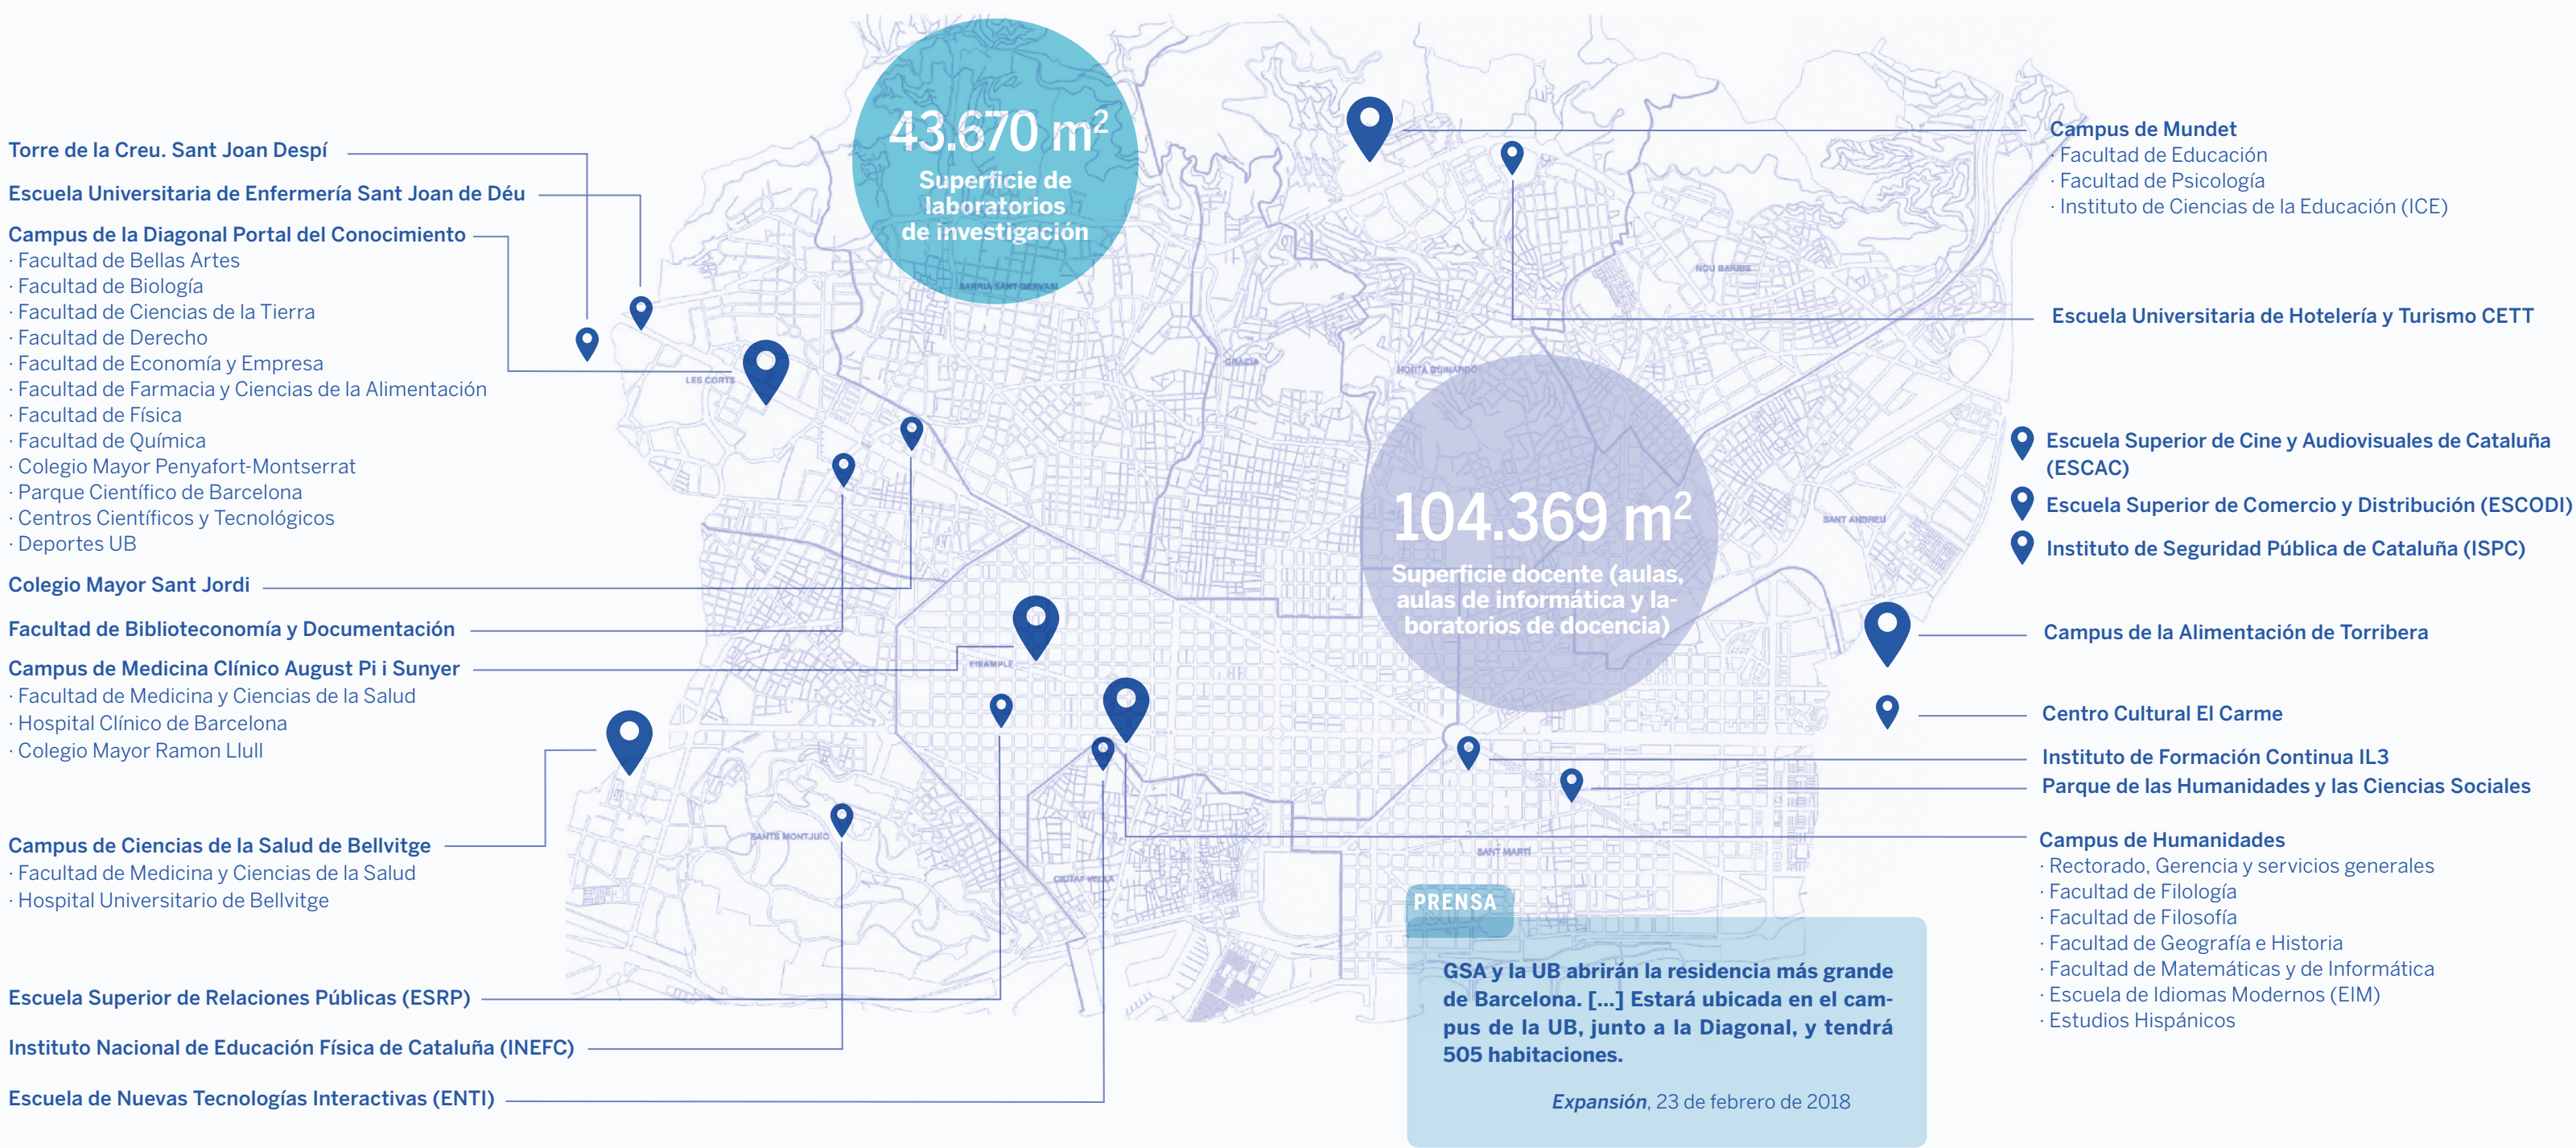 Torre de la Creu. Sant Joan Despí
Escuela Universitaria de Enfermería Sant Joan de Déu
Campus de la Diagonal Portal del Conocimiento
· Facultad de Bellas Artes
· Facultad de Biología
· Facultad de Ciencias de la Tierra
· Facultad de Derecho
· Facultad de Economía y Empresa
· Facultad de Farmacia y Ciencias de la Alimentación
· Facultad de Física
· Facultad de Química
· Colegio Mayor Penyafort-Montserrat
· Parque Científico de Barcelona
· Centros Científicos y Tecnológicos
· Deportes UB
Colegio Mayor Sant Jordi
Facultad de Biblioteconomía y Documentación
Campus de Medicina Clínico August Pi i Sunyer
· Facultad de Medicina y Ciencias de la Salud
· Hospital Clínico de Barcelona
· Colegio Mayor Ramon Llull
Campus de Ciencias de la Salud de Bellvitge
· Facultad de Medicina y Ciencias de la Salud
· Hospital Universitario de Bellvitge
Escuela Superior de Relaciones Públicas (ESRP)
Instituto Nacional de Educación Física de Cataluña (INEFC)
Escuela de Nuevas Tecnologías Interactivas (ENTI)
43.670 m²
Superficie de
laboratorios
de investigación
SARRIA SANT GERVASI
LES CORTS
GRÀCIA
HORTA GUINARDÓ
NOU BARRIS
SANT ANDREU
EIXAMPLE
SANTS MONTJUÏC
CIUTAT VELLA
SANT MARTÍ
104.369 m²
Superficie docente (aulas,
aulas de informática y la-
boratorios de docencia)
PRENSA
GSA y la UB abrirán la residencia más grande
de Barcelona. [...] Estará ubicada en el cam-
pus de la UB, junto a la Diagonal, y tendrá
505 habitaciones.
Expansión, 23 de febrero de 2018
Campus de Mundet
· Facultad de Educación
· Facultad de Psicología
· Instituto de Ciencias de la Educación (ICE)
Escuela Universitaria de Hotelería y Turismo CETT
Escuela Superior de Cine y Audiovisuales de Cataluña
(ESCAC)
Escuela Superior de Comercio y Distribución (ESCODI)
Instituto de Seguridad Pública de Cataluña (ISPC)
Campus de la Alimentación de Torribera
Centro Cultural El Carme
Instituto de Formación Continua IL3
Parque de las Humanidades y las Ciencias Sociales
Campus de Humanidades
· Rectorado, Gerencia y servicios generales
· Facultad de Filología
· Facultad de Filosofía
· Facultad de Geografía e Historia
· Facultad de Matemáticas y de Informática
· Escuela de Idiomas Modernos (EIM)
· Estudios Hispánicos